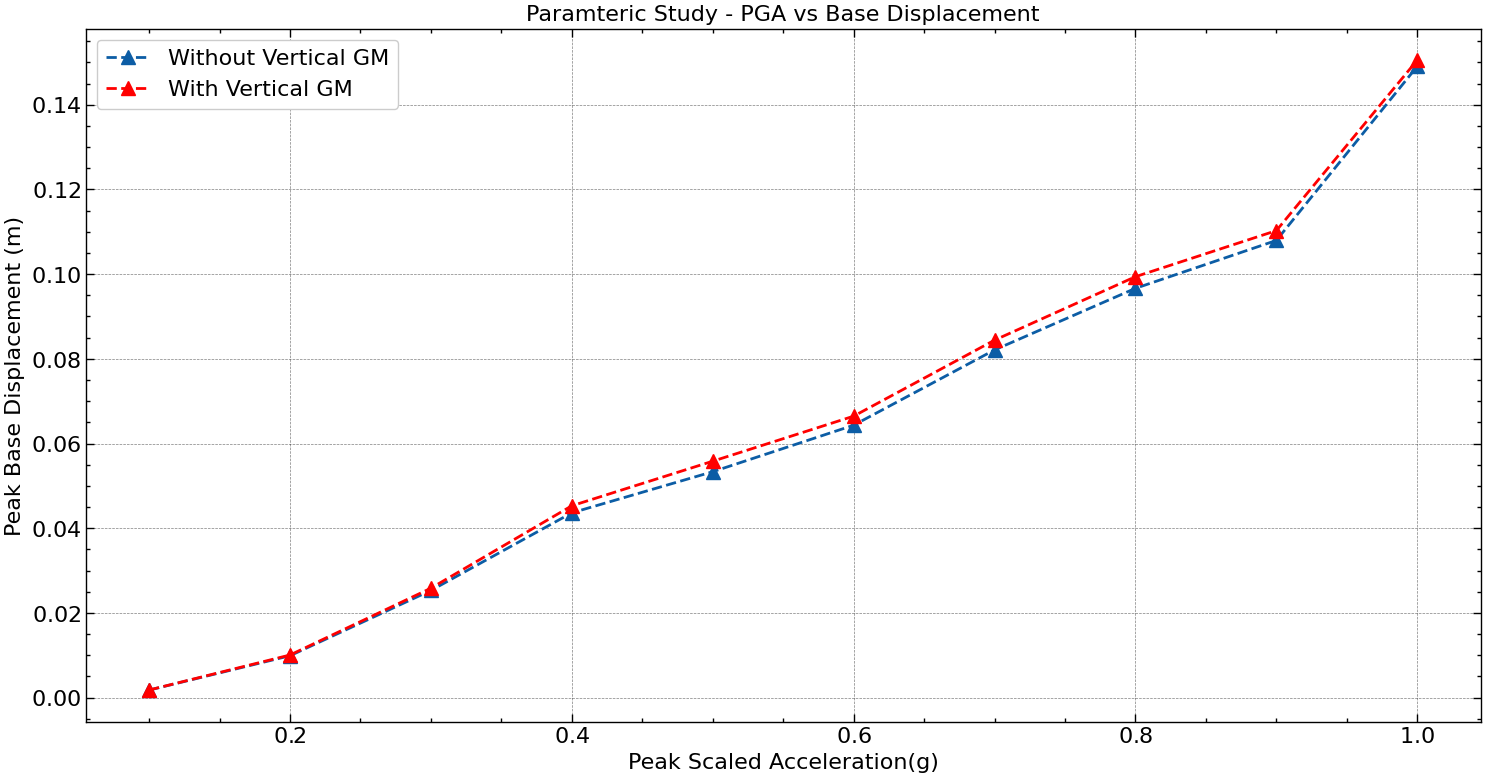 Paramteric Study - PGA vs Base Displacement
Without Vertical GM
With Vertical GM
Peak Base Displacement (m)
0.14
0.12
0.10
0.08
0.06
0.04
0.02
0.00
0.2 0.4 0.6 0.8 1.0
Peak Scaled Acceleration(g)